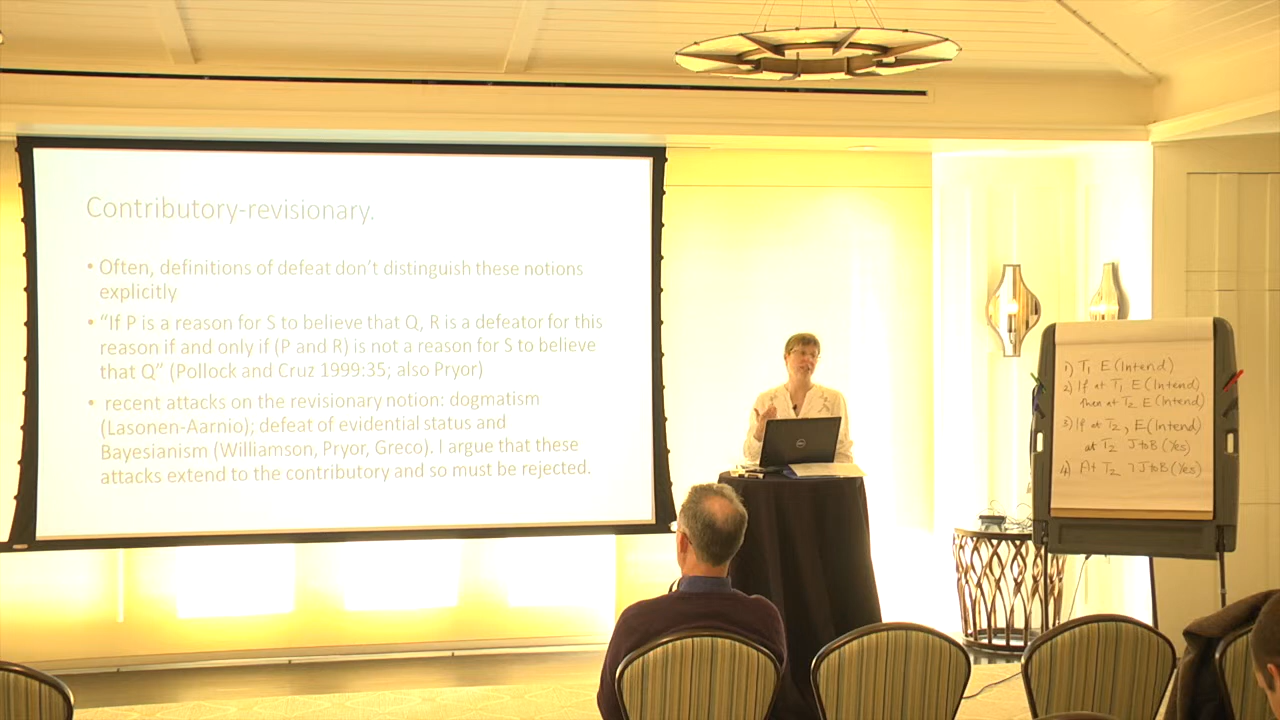 Contributory-revisionary.
• Often, definitions of defeat don't distinguish these notions
explicitly
• "If P is a reason for S to believe that Q, R is a defeator for this
reason if and only if (P and R) is not a reason for S to believe
that Q" (Pollock and Cruz 1999:35; also Pryor)
• recent attacks on the revisionary notion: dogmatism
(Lasonen-Aarnio); defeat of evidential status and
Bayesianism (Williamson, Pryor, Greco). I argue that these
attacks extend to the contributory and so must be rejected.
DELL
1) T1 E(Intend)
2) If at T1 E(Intend)
then at T2 E(Intend)
3) If at T2, E(Intend)
at T2 JtoB(Yes)
4) At T2 ℸJtoB(Yes)